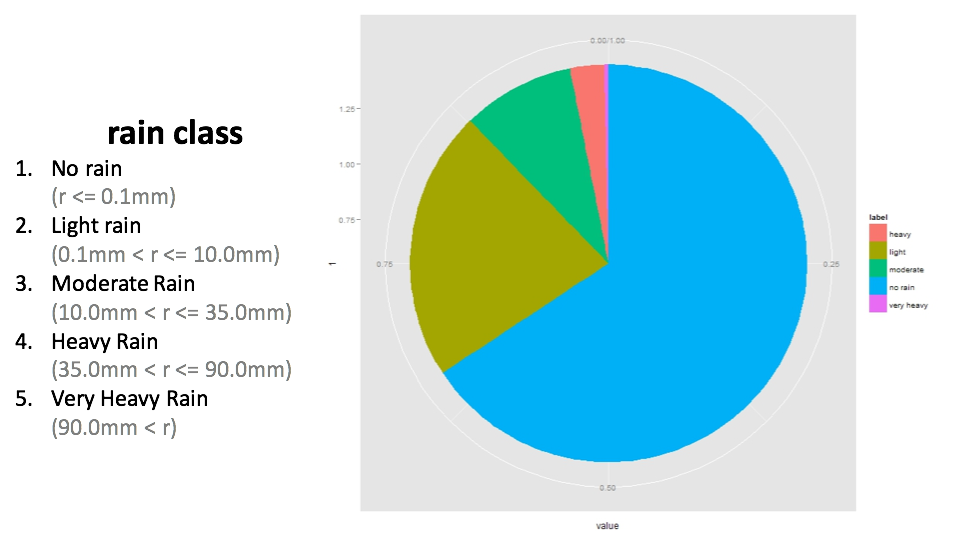 rain class
1. No rain
(r <= 0.1mm)
2. Light rain
(0.1mm < r <= 10.0mm)
3. Moderate Rain
(10.0mm < r <= 35.0mm)
4. Heavy Rain
(35.0mm < r <= 90.0mm)
5. Very Heavy Rain
(90.0mm < r)
0.00/1.00
1.25
1.00
0.75
1
0.75
0.25
0.50
value
label
heavy
light
moderate
no rain
very heavy